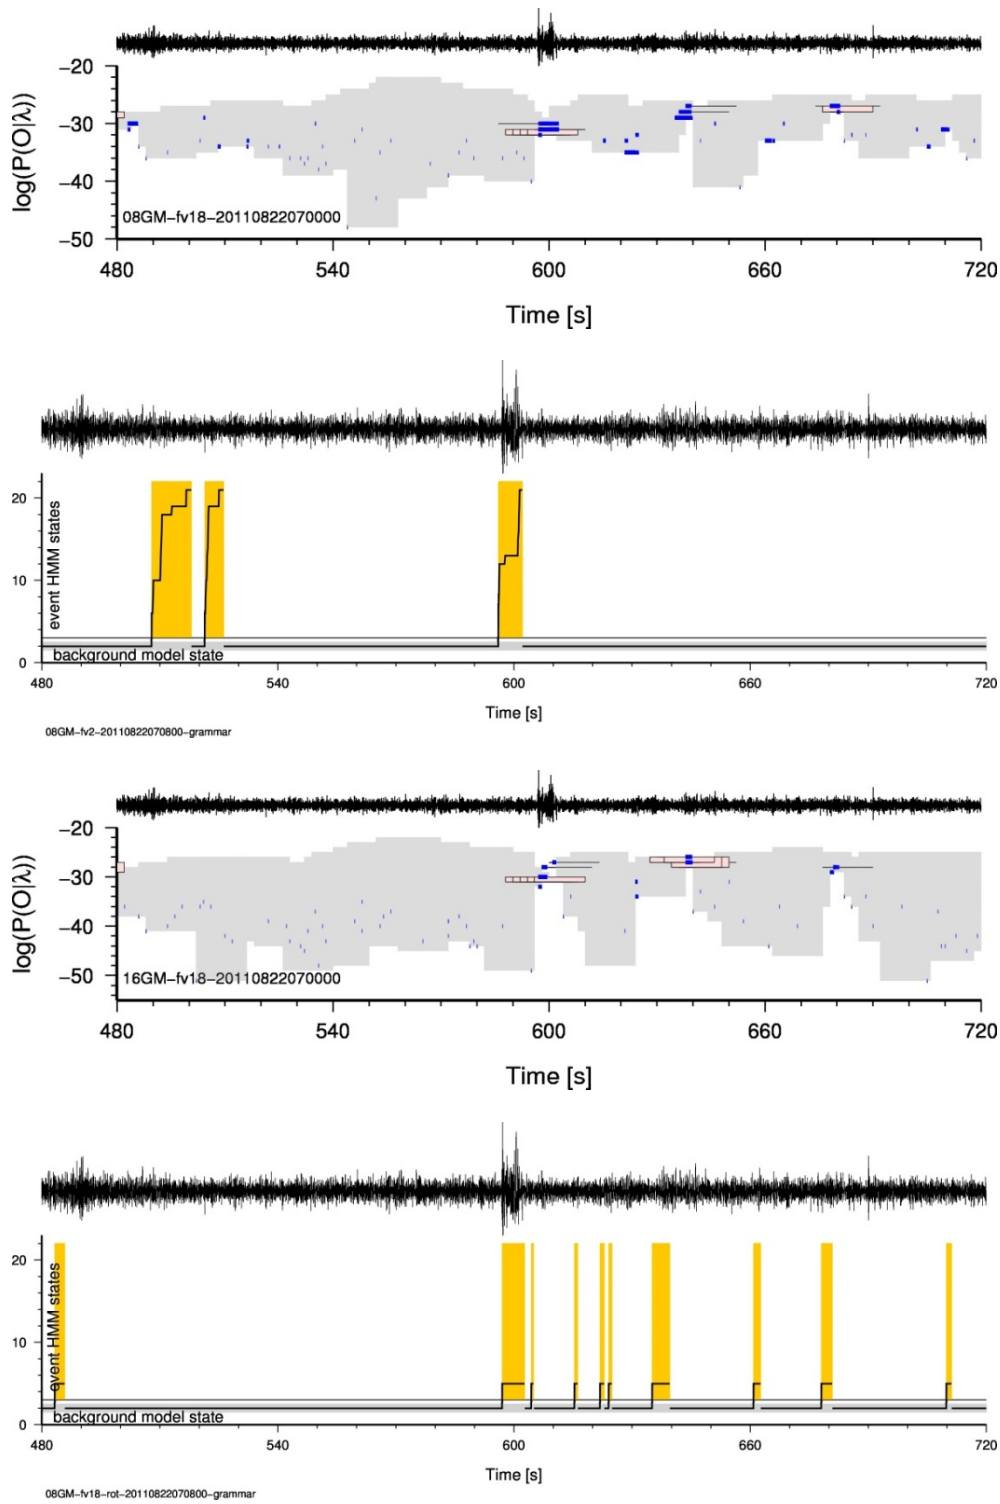 −20
−30
−40
−50
log(P(O|λ))
08GM−fv18−20110822070000
480 540 600 660 720
Time [s]
20
10
0
event HMM states
background model state
480 540 600 660 720
Time [s]
08GM−fv2−20110822070800−grammar
−20
−30
−40
−50
log(P(O|λ))
16GM−fv18−20110822070000
480 540 600 660 720
Time [s]
20
10
0
event HMM states
background model state
480 540 600 660 720
Time [s]
08GM−fv18−rot−20110822070800−grammar